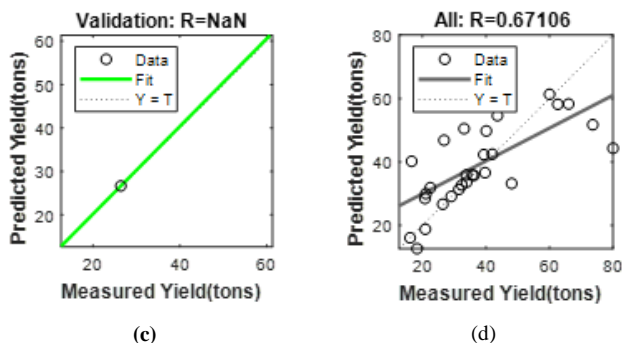 Validation: R=NaN
60
50
40
30
20
Predicted Yield(tons)
Data
Fit
Y = T
20
40
60
Measured Yield(tons)
(c)
All: R=0.67106
80
60
40
20
Predicted Yield(tons)
Data
Fit
Y = T
20
40
60
80
Measured Yield(tons)
(d)